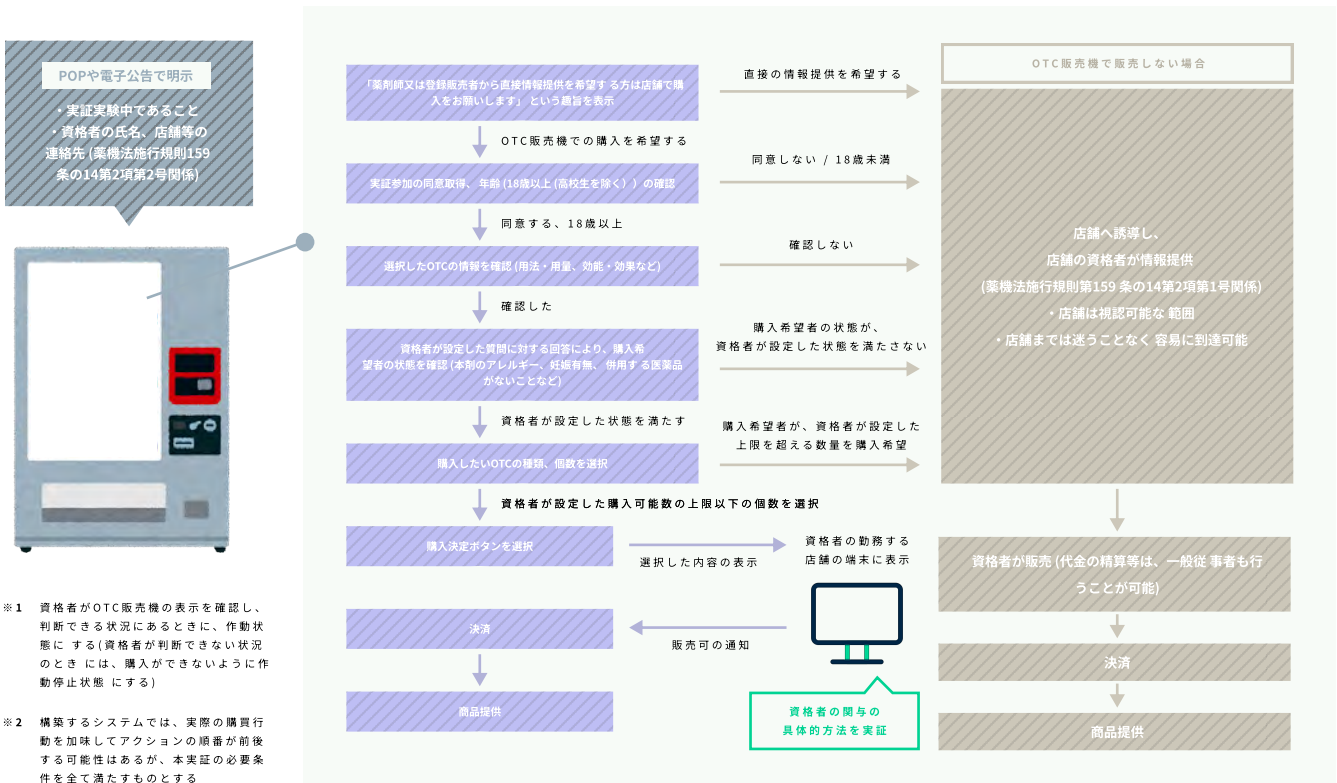 POPや電子公告で明示
・実証実験中であること
・資格者の氏名、店舗等の
連絡先 (薬機法施行規則159
条の14第2項第2号関係)
※1 資格者がOTC販売機の表示を確認し、
判断できる状況にあるときに、作動状
態に する(資格者が判断できない状況
のとき には、購入ができないように作
動停止状態 にする)
※2 構築するシステムでは、実際の購買行
動を加味してアクションの順番が前後
する可能性はあるが、本実証の必要条
件を全て満たすものとする
「薬剤師又は登録販売者から直接情報提供を希望す る方は店舗で購
入をお願いします」 という趣旨を表示
直接の情報提供を希望する
OTC販売機での購入を希望する
実証参加の同意取得、 年齢 (18歳以上 (高校生を除く) ) の確認
同意しない / 18歳未満
同意する、18歳以上
選択したOTCの情報を確認 (用法・用量、効能・効果など)
確認しない
確認した
資格者が設定した質問に対する回答により、購入希
望者の状態を確認 (本剤のアレルギー、妊娠有無、 併用す る医薬品
がないことなど)
購入希望者の状態が、
資格者が設定した状態を満たさない
資格者が設定した状態を満たす
購入したいOTCの種類、個数を選択
購入希望者が、資格者が設定した
上限を超える数量を購入希望
資格者が設定した購入可能数の上限以下の個数を選択
購入決定ボタンを選択
選択した内容の表示
資格者の勤務する
店舗の端末に表示
決済
販売可の通知
商品提供
資格者の関与の
具体的方法を実証
OTC販売機で販売しない場合
店舗へ誘導し、
店舗の資格者が情報提供
(薬機法施行規則第159 条の14第2項第1号関係)
・店舗は視認可能な 範囲
・店舗までは迷うことなく 容易に到達可能
資格者が販売 (代金の精算等は、一般従 事者も行
うことが可能)
決済
商品提供